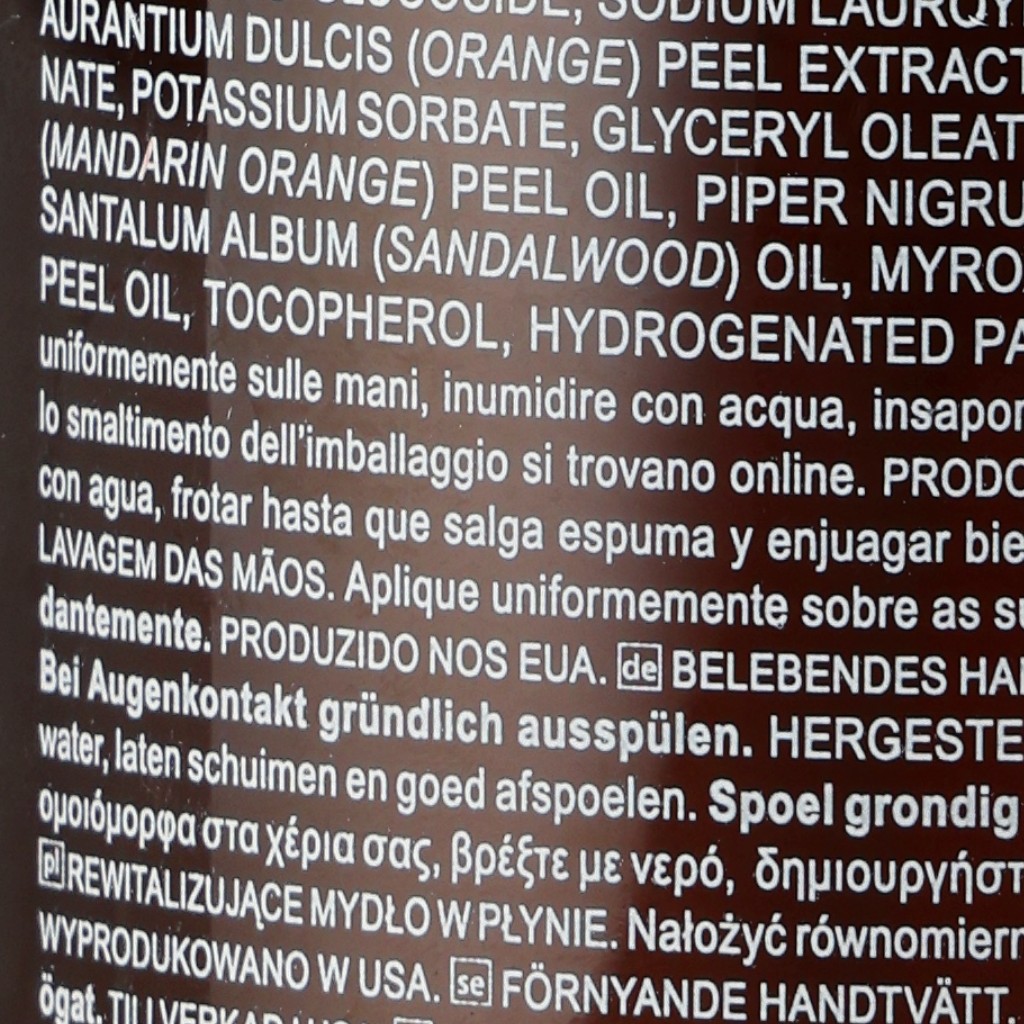 SODIUM
AURANTIUM DULCIS (ORANGE) PEEL EXTRACT
NATE, POTASSIUM SORBATE, GLYCERYL OLEAT
(MANDARIN ORANGE) PEEL OIL, PIPER NIGRU
SANTALUM ALBUM (SANDALWOOD) OIL, MYRO
PEEL OIL, TOCOPHEROL, HYDROGENATED PA
uniformemente sulle mani, inumidire con acqua, insapor
lo smaltimento dell'imballaggio si trovano online. PRODO
con agua, frotar hasta que salga espuma y enjuagar bie
LAVAGEM DAS MÃOS. Aplique uniformemente sobre as su
dantemente. PRODUZIDO NOS EUA. de BELEBENDES HA
Bei Augenkontakt gründlich ausspülen. HERGESTE
water, laten schuimen en goed afspoelen. Spoel grondig
ομοιόμορφα στα χέρια σας, βρέξτε με νερό, δημιουργήστ
pl REWITALIZUJĄCE MYDŁO W PŁYNIE. Nałożyć równomiern
WYPRODUKOWANO W USA. se FÖRNYANDE HANDTVÄTT.
ögat.